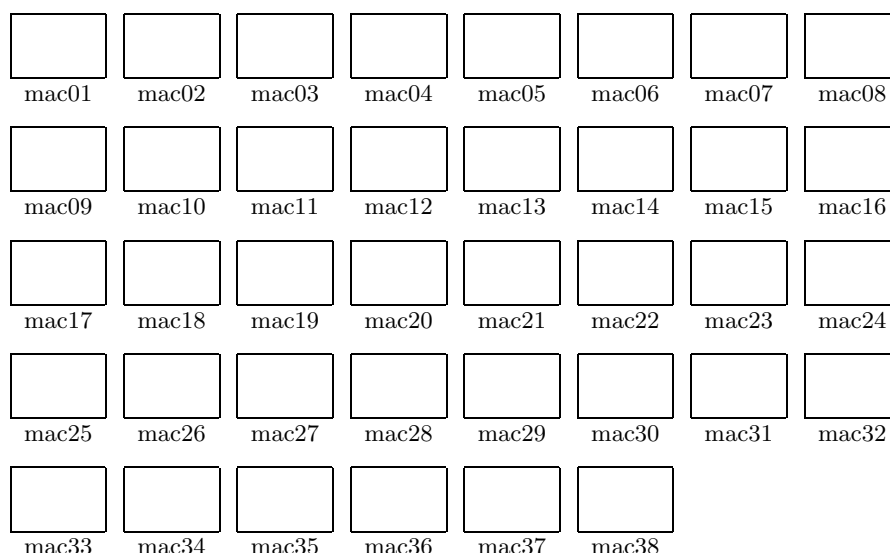 mac01 mac02 mac03 mac04 mac05 mac06 mac07 mac08
mac09 mac10 mac11 mac12 mac13 mac14 mac15 mac16
mac17 mac18 mac19 mac20 mac21 mac22 mac23 mac24
mac25 mac26 mac27 mac28 mac29 mac30 mac31 mac32
mac33 mac34 mac35 mac36 mac37 mac38